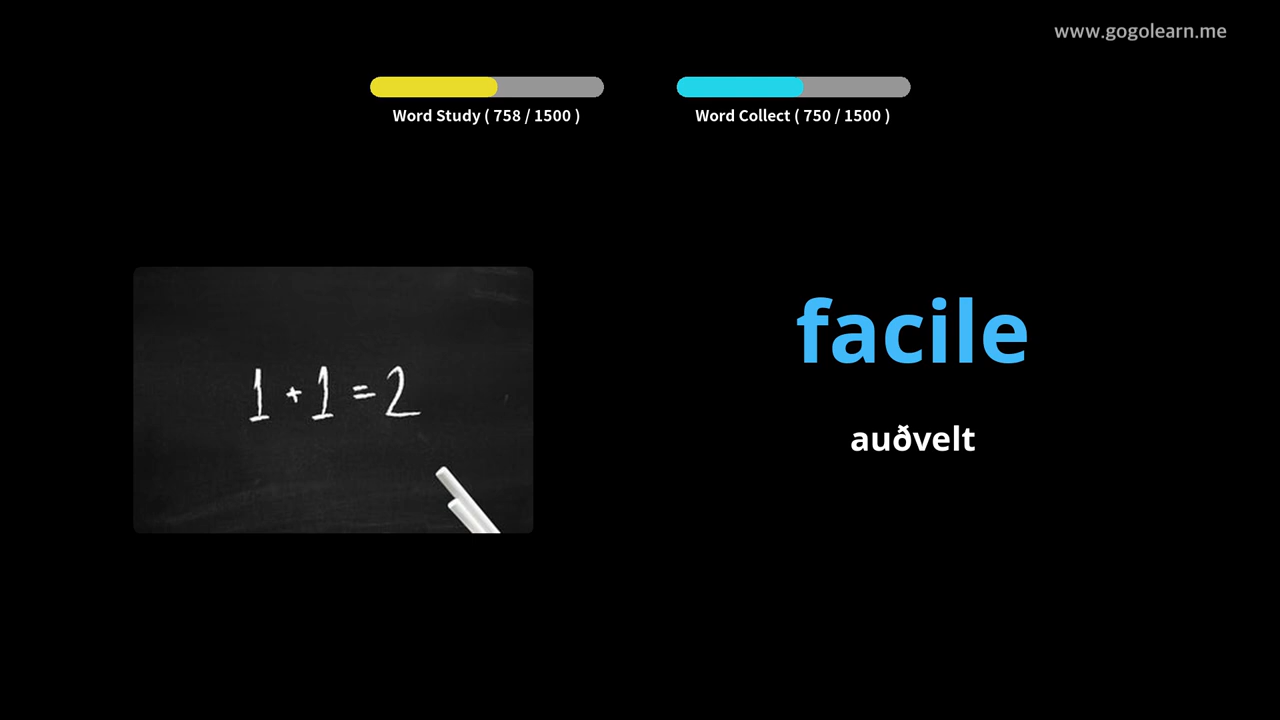 www.gogolearn.me
Word Study ( 758 / 1500 )
Word Collect ( 750 / 1500 )
1 + 1 = 2
facile
auðvelt